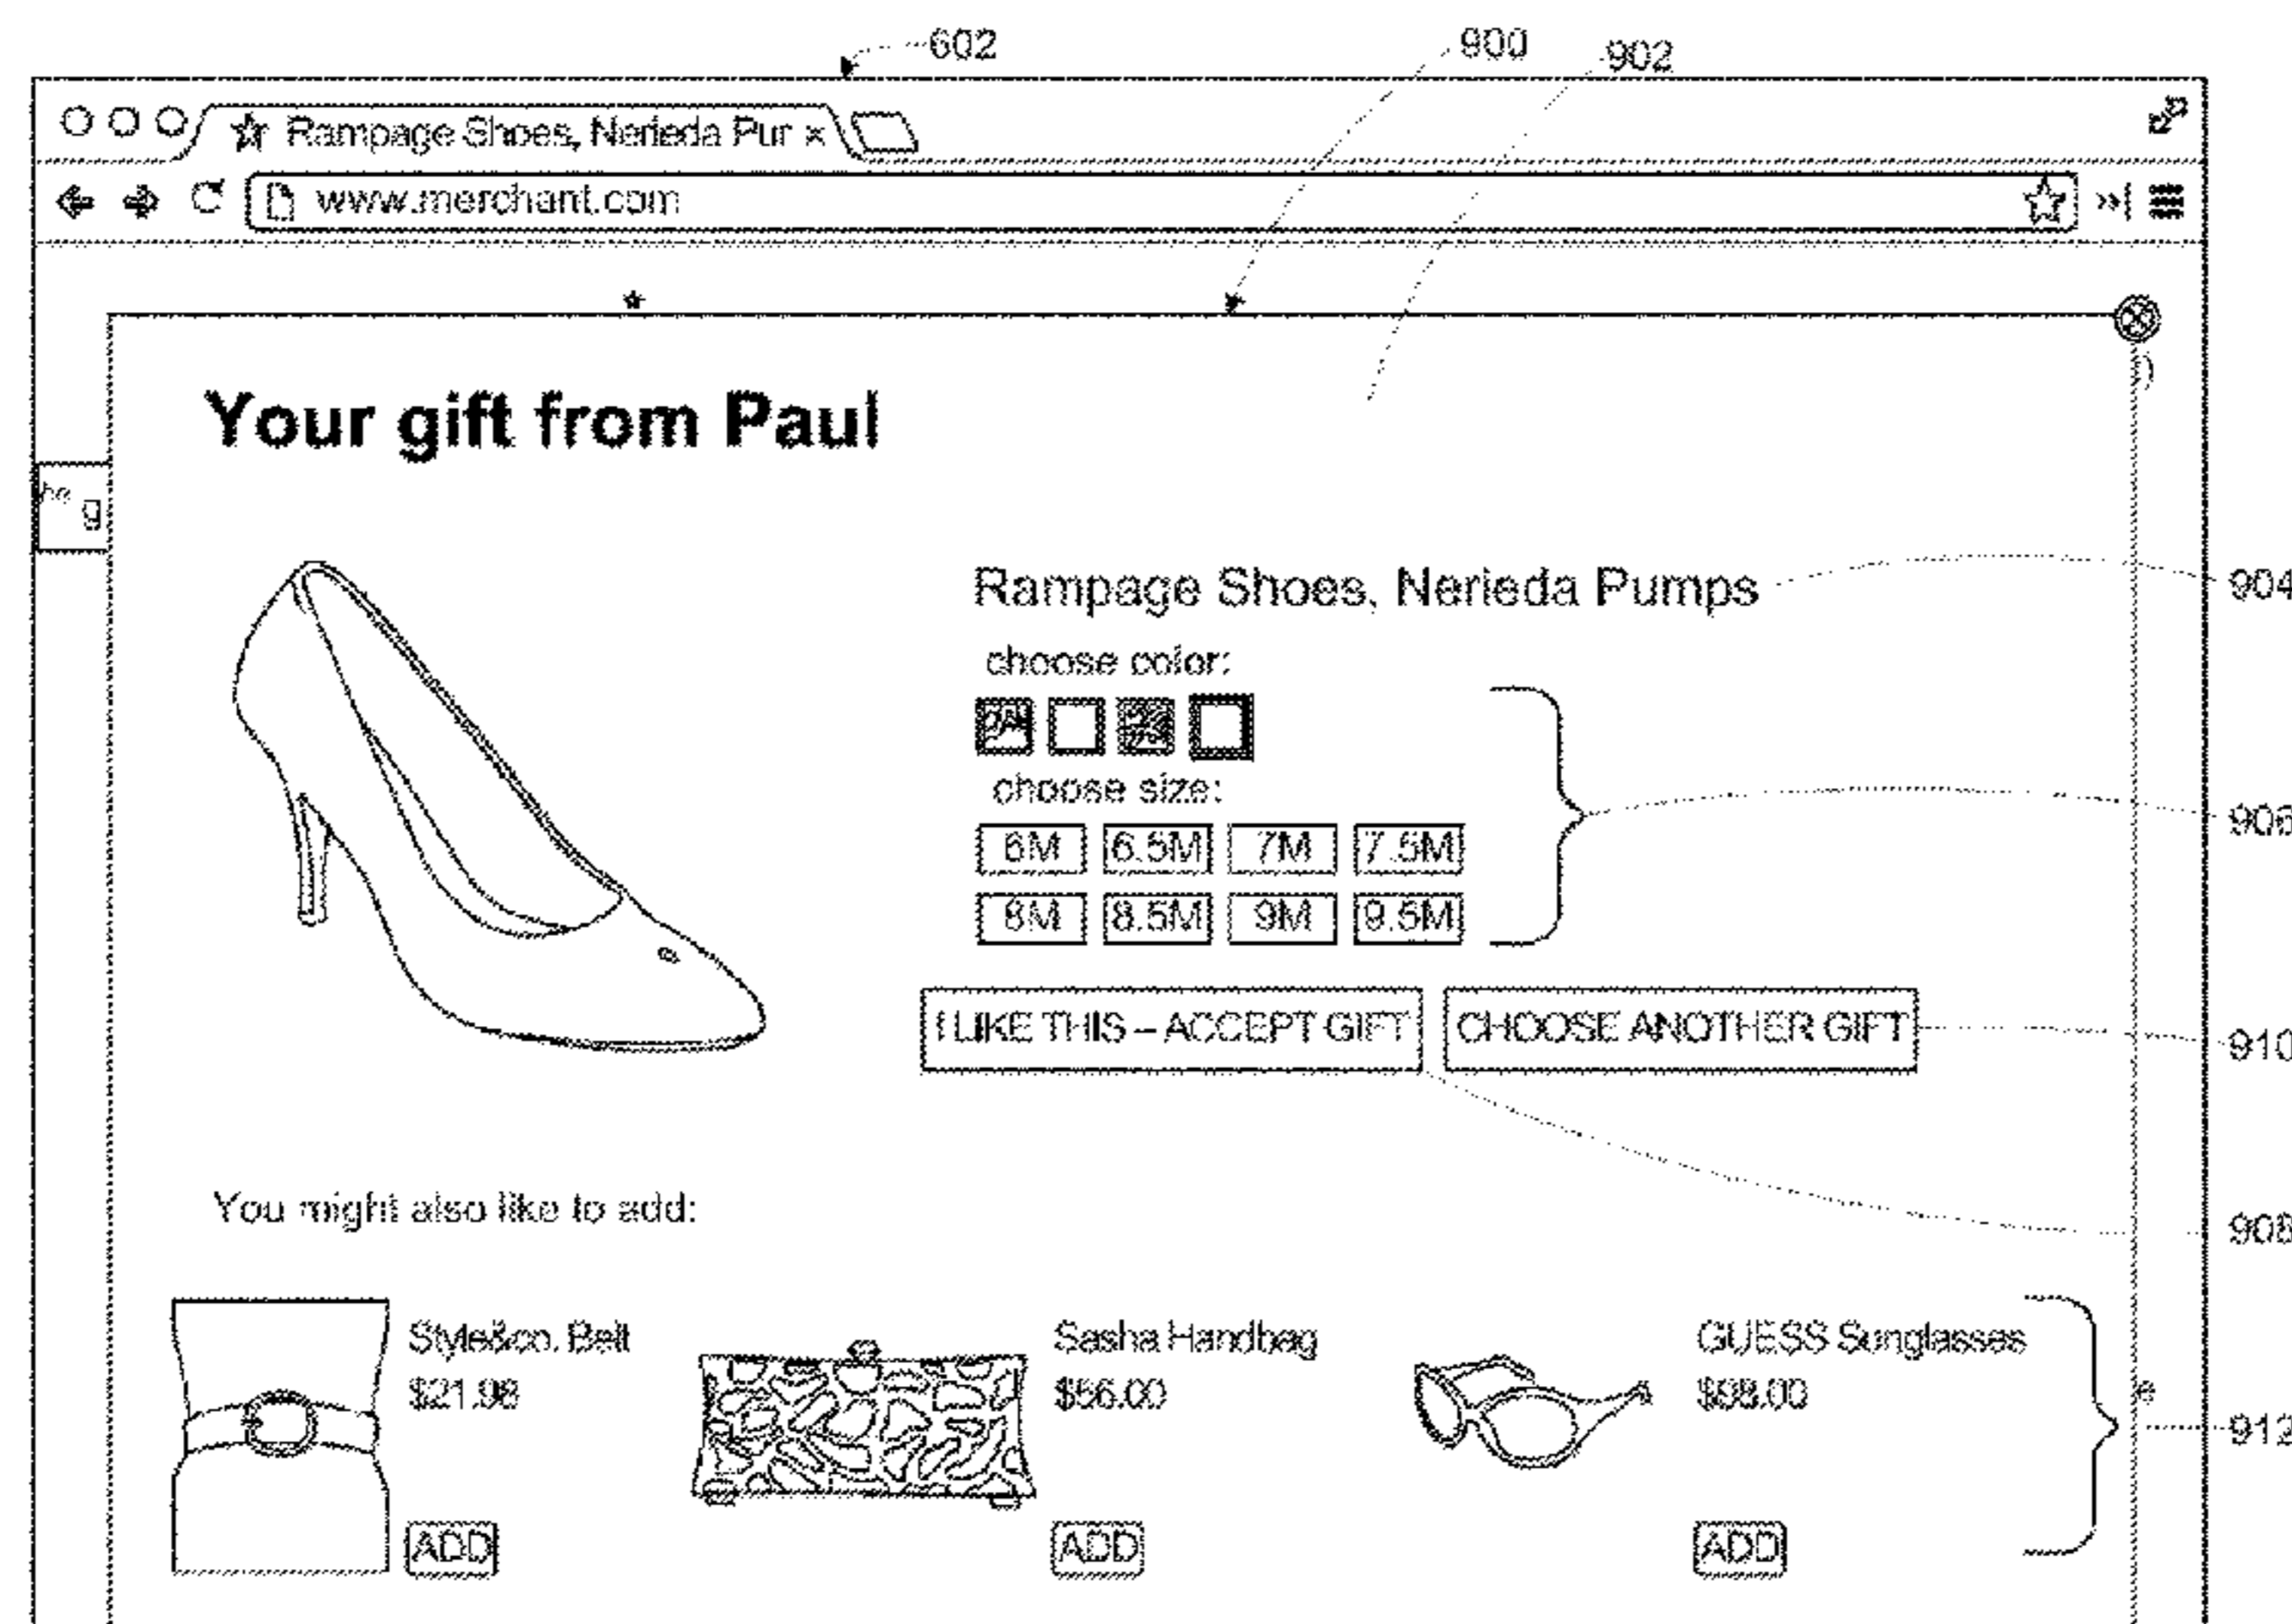 602
900
902
Rampage Shoes, Nerieda Pur ×
www.merchant.com
Your gift from Paul
g
Rampage Shoes, Nerieda Pumps
904
choose color:
choose size:
906
6M 6.5M 7M 7.5M
8M 8.5M 9M 9.5M
I LIKE THIS – ACCEPT GIFT CHOOSE ANOTHER GIFT
910
You might also like to add:
908
Style&co. Belt
$21.98
Sasha Handbag
$56.00
GUESS Sunglasses
e
912
ADD
ADD
ADD